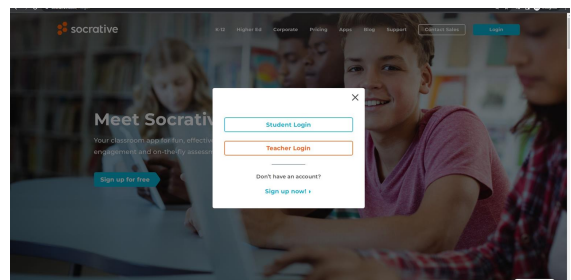 socrative
K-12 Higher Ed Corporate Pricing Apps Blog Support Contact Sales Login
Meet Socrativ
Your classroom app for fun, effectiv
engagement and on-the-fly assessm
Sign up for free
Student Login
Teacher Login
Don't have an account?
Sign up now! ›